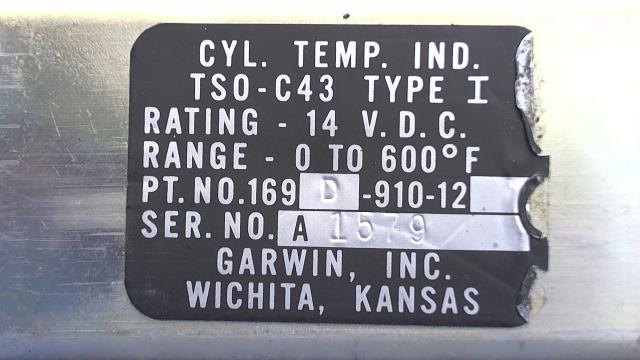 CYL. TEMP. IND.
TSO-C43 TYPE I
RATING - 14 V.D.C.
RANGE - 0 TO 600°F
PT.NO.169 D -910-12
SER. NO. A 1579
GARWIN, INC.
WICHITA, KANSAS